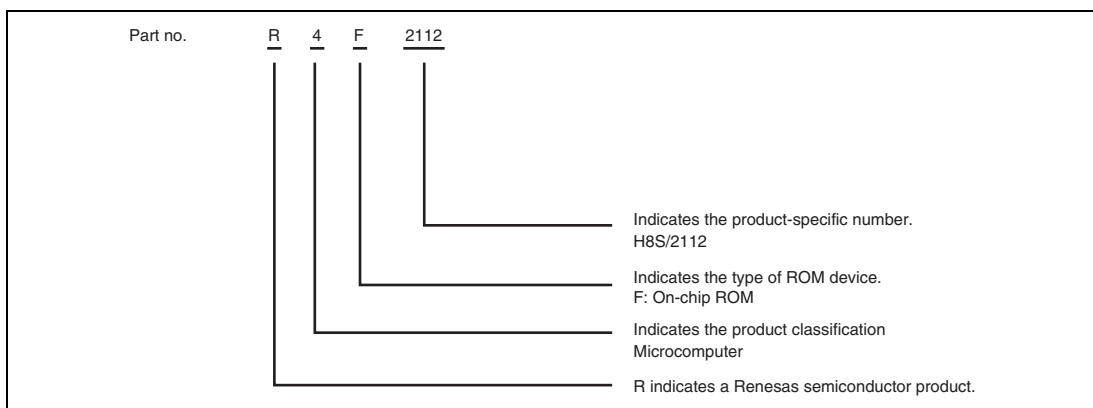 Part no. R 4 F 2112
Indicates the product-specific number.
H8S/2112
Indicates the type of ROM device.
F: On-chip ROM
Indicates the product classification
Microcomputer
R indicates a Renesas semiconductor product.